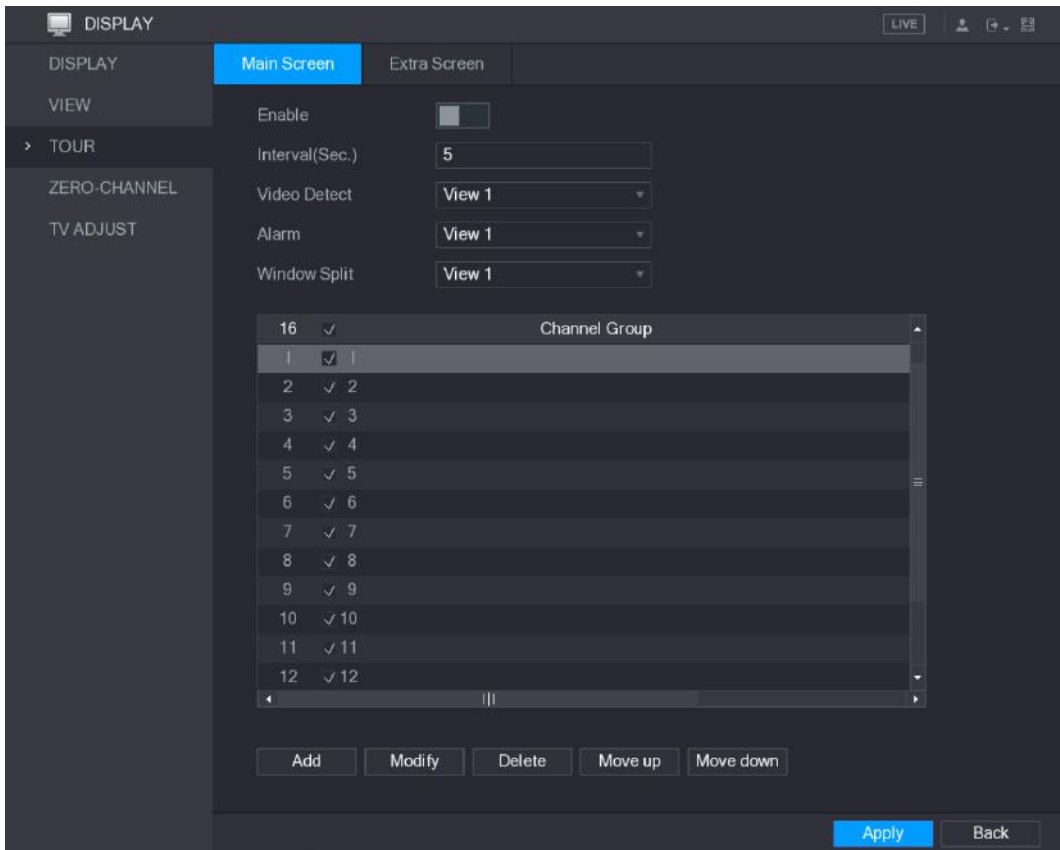 DISPLAY LIVE
DISPLAY Main Screen Extra Screen
VIEW
Enable
TOUR
Interval(Sec.) 5
ZERO-CHANNEL
Video Detect View 1
TV ADJUST
Alarm View 1
Window Split View 1
16 Channel Group
1 1
2 2
3 3
4 4
5 5
6 6
7 7
8 8
9 9
10 10
11 11
12 12
Add Modify Delete Move up Move down
Apply Back